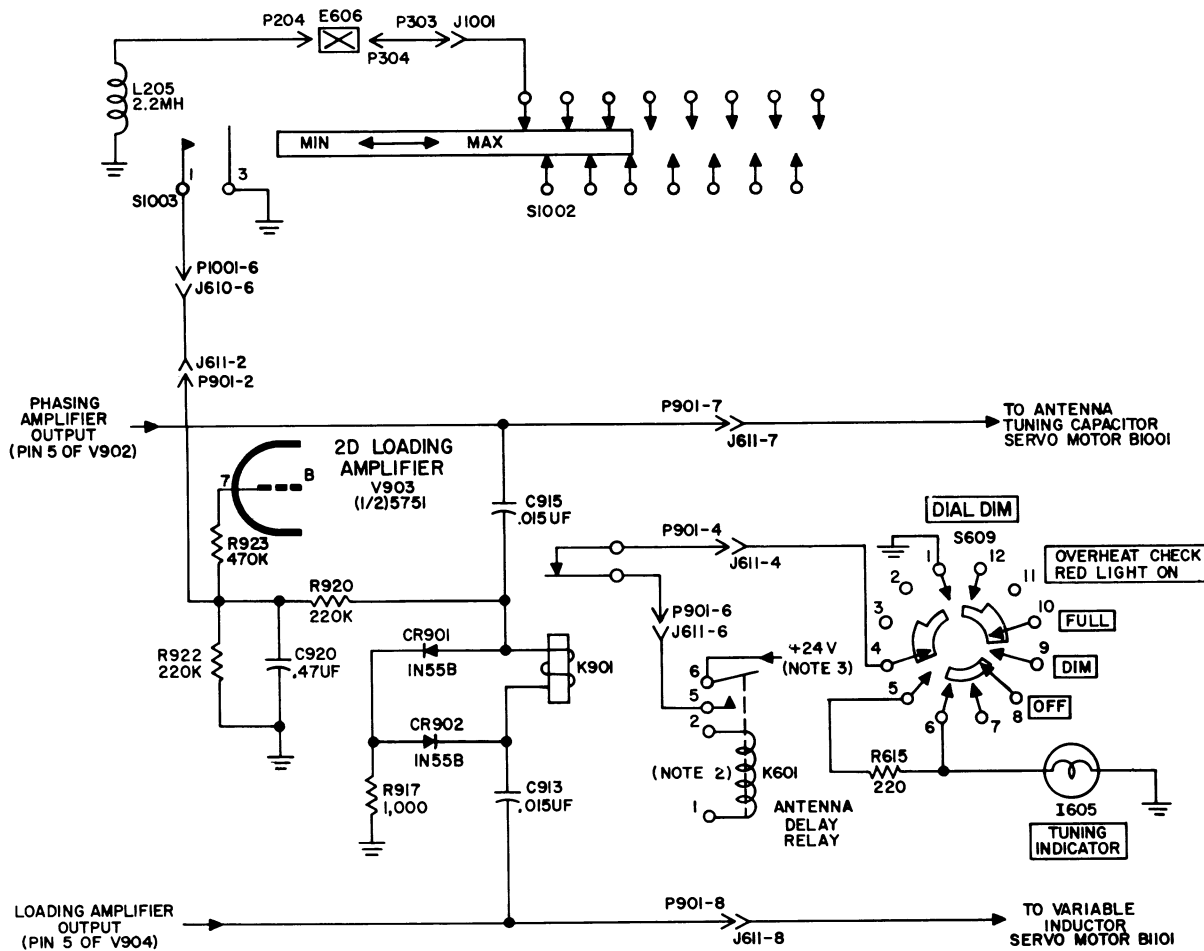 P204
E606
P303
J1001
P304
L205
2.2MH
MIN
MAX
1
3
S1003
S1002
P1001-6
J610-6
J611-2
P901-2
PHASING
AMPLIFIER
OUTPUT
(PIN 5 OF V902)
P901-7
J611-7
TO ANTENNA
TUNING CAPACITOR
SERVO MOTOR B1001
2D LOADING
AMPLIFIER
V903
(1/2)5751
7
B
C915
.015UF
R923
470K
R920
220K
R922
220K
C920
.47UF
CR901
IN55B
K901
CR902
IN55B
R917
1,000
C913
.015UF
P901-4
J611-4
P901-6
J611-6
+24V
(NOTE 3)
6
5
2
(NOTE 2)
K601
1
ANTENNA
DELAY
RELAY
DIAL DIM
S609
OVERHEAT CHECK
RED LIGHT ON
1
12
2
11
3
10
FULL
4
9
DIM
5
8
OFF
6
7
R615
220
I605
TUNING
INDICATOR
LOADING AMPLIFIER
OUTPUT
(PIN 5 OF V904)
P901-8
J611-8
TO VARIABLE
INDUCTOR
SERVO MOTOR B1101